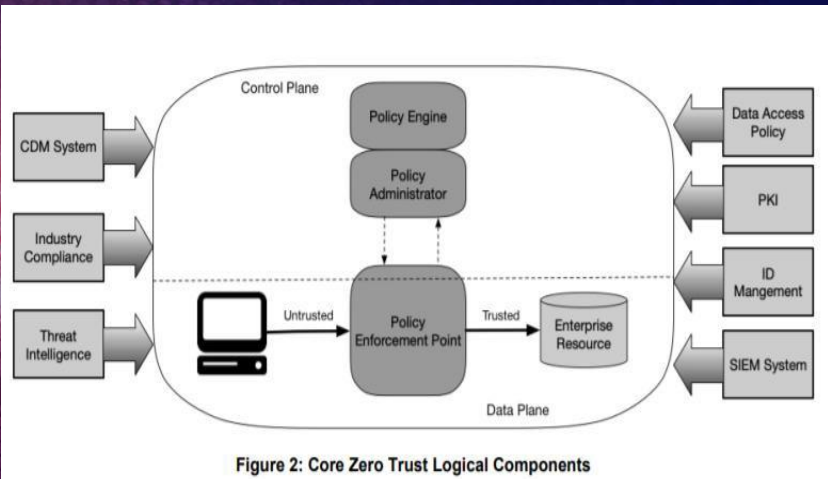 Control Plane
Policy Engine
Policy
Administrator
CDM System
Industry
Compliance
Threat
Intelligence
Untrusted
Policy
Enforcement Point
Trusted
Enterprise
Resource
Data Plane
Data Access
Policy
PKI
ID
Mangement
SIEM System
Figure 2: Core Zero Trust Logical Components